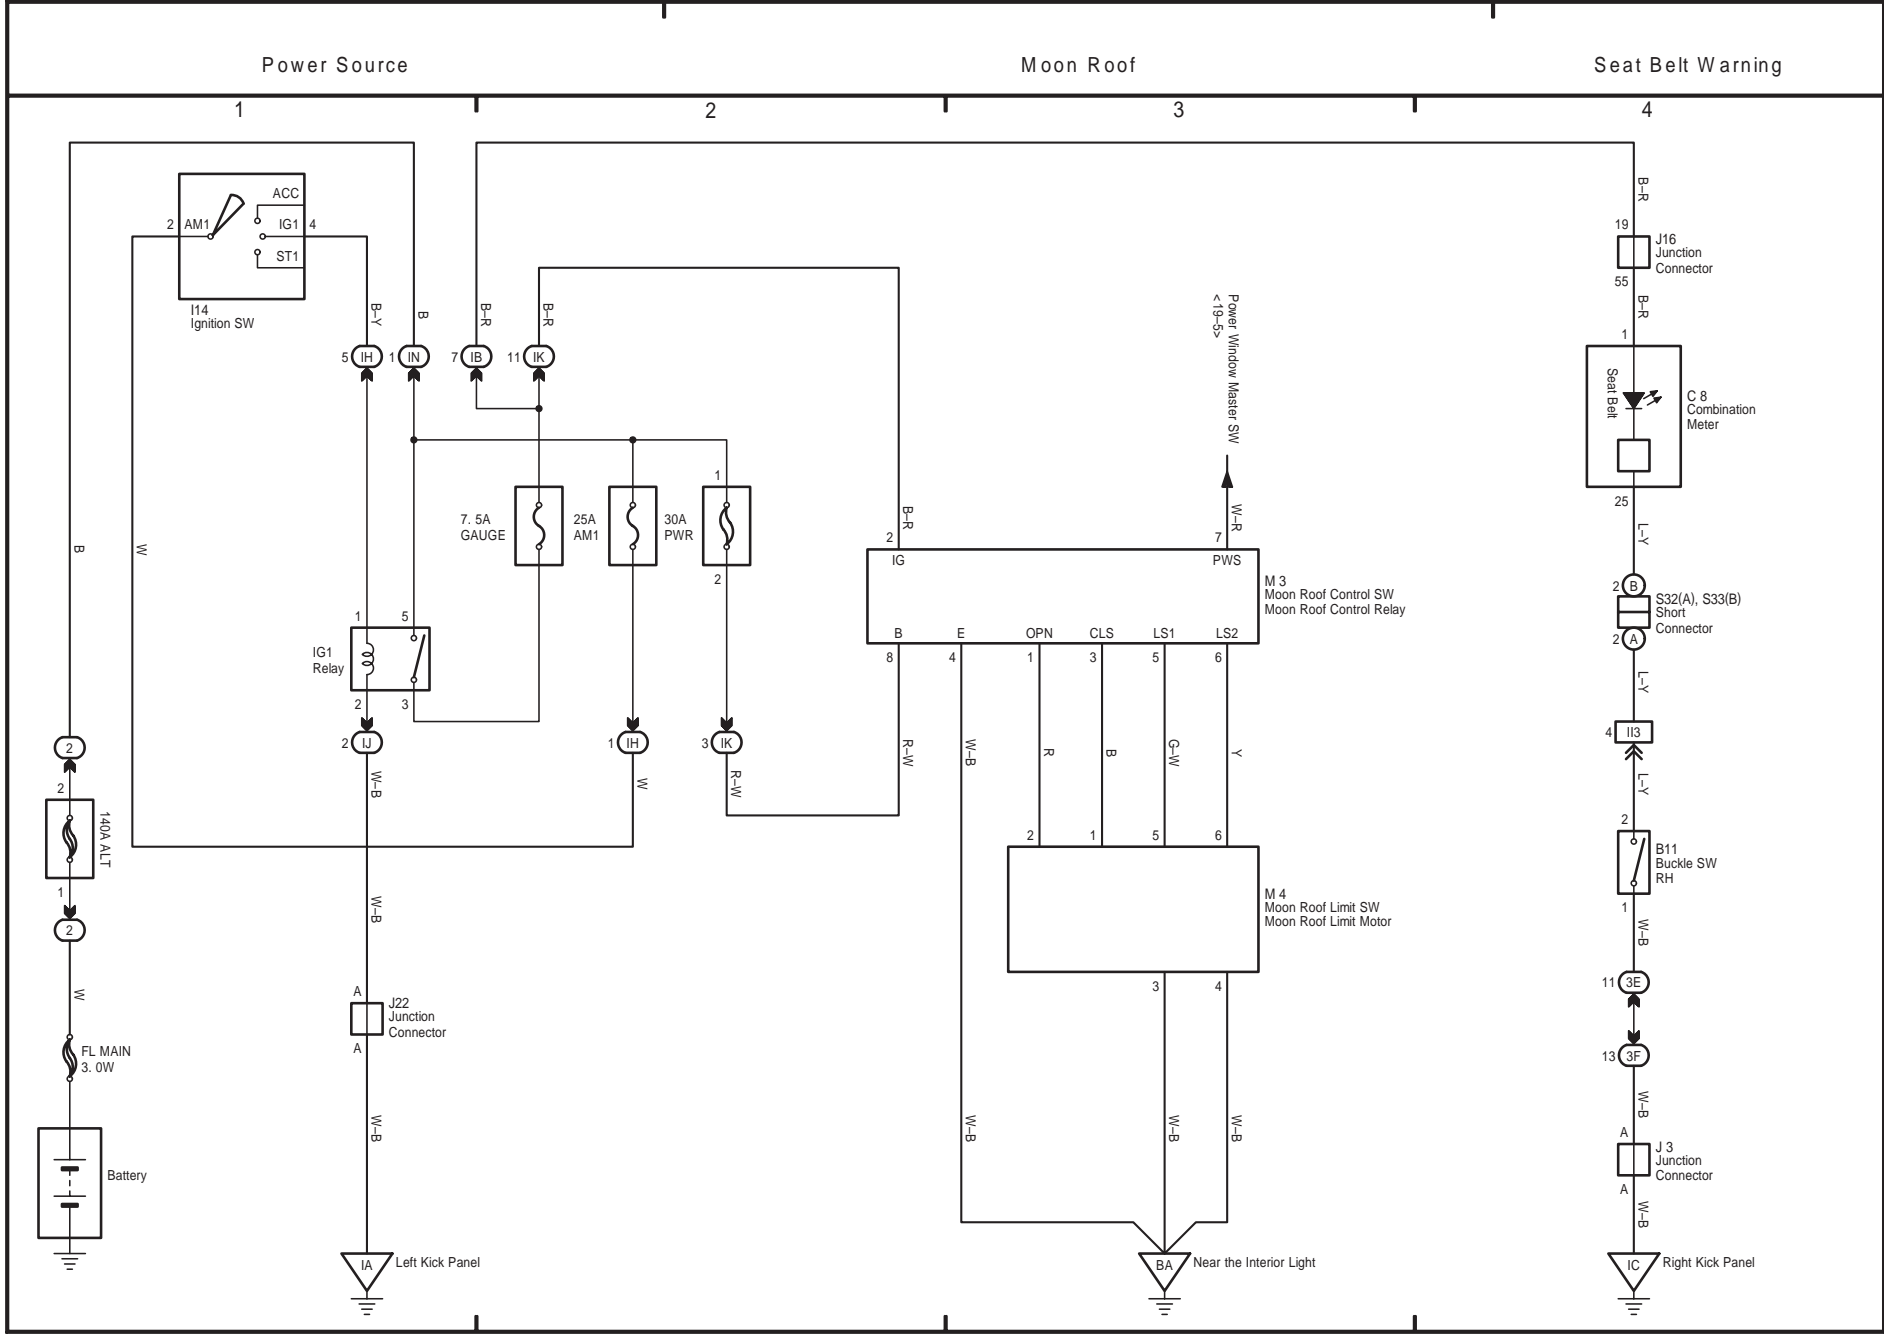 Power Source
Moon Roof
Seat Belt Warning
1
2
3
4
ACC
2
AM1
IG1
4
ST1
I14
Ignition SW
B–Y
B
B–R
B–R
5
IH
1
IN
7
IB
11
IK
B
W
7. 5A
GAUGE
25A
AM1
30A
PWR
1
2
1
5
IG1
Relay
2
3
2
IJ
1
IH
3
IK
W–B
W
R–W
2
2
140A ALT
1
2
W
FL MAIN
3. 0W
Battery
W–B
A
J22
Junction
Connector
A
W–B
IA
Left Kick Panel
Power Window Master SW
<19–5>
B–R
W–R
2
7
IG
PWS
M 3
Moon Roof Control SW
Moon Roof Control Relay
B
E
OPN
CLS
LS1
LS2
8
4
1
3
5
6
R–W
W–B
R
B
G–W
Y
2
1
5
6
M 4
Moon Roof Limit SW
Moon Roof Limit Motor
3
4
W–B
W–B
W–B
BA
Near the Interior Light
B–R
19
J16
Junction
Connector
55
B–R
1
Seat Belt
C 8
Combination
Meter
25
L–Y
2
B
S32(A), S33(B)
Short
Connector
2
A
L–Y
4
II3
L–Y
2
B11
Buckle SW
RH
1
W–B
11
3E
13
3F
W–B
A
J 3
Junction
Connector
A
W–B
IC
Right Kick Panel